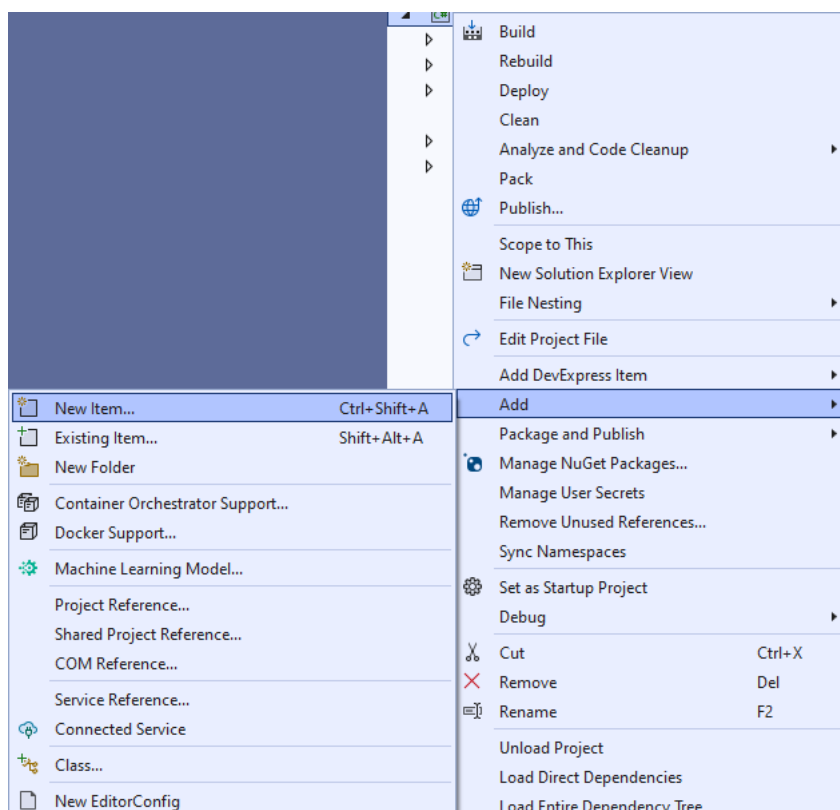 C#
Build
Rebuild
Deploy
Clean
Analyze and Code Cleanup
Pack
Publish...
Scope to This
New Solution Explorer View
File Nesting
Edit Project File
Add DevExpress Item
Add
Package and Publish
Manage NuGet Packages...
Manage User Secrets
Remove Unused References...
Sync Namespaces
Set as Startup Project
Debug
Cut Ctrl+X
Remove Del
Rename F2
Unload Project
Load Direct Dependencies
Load Entire Dependency Tree
New Item... Ctrl+Shift+A
Existing Item... Shift+Alt+A
New Folder
Container Orchestrator Support...
Docker Support...
Machine Learning Model...
Project Reference...
Shared Project Reference...
COM Reference...
Service Reference...
Connected Service
Class...
New EditorConfig